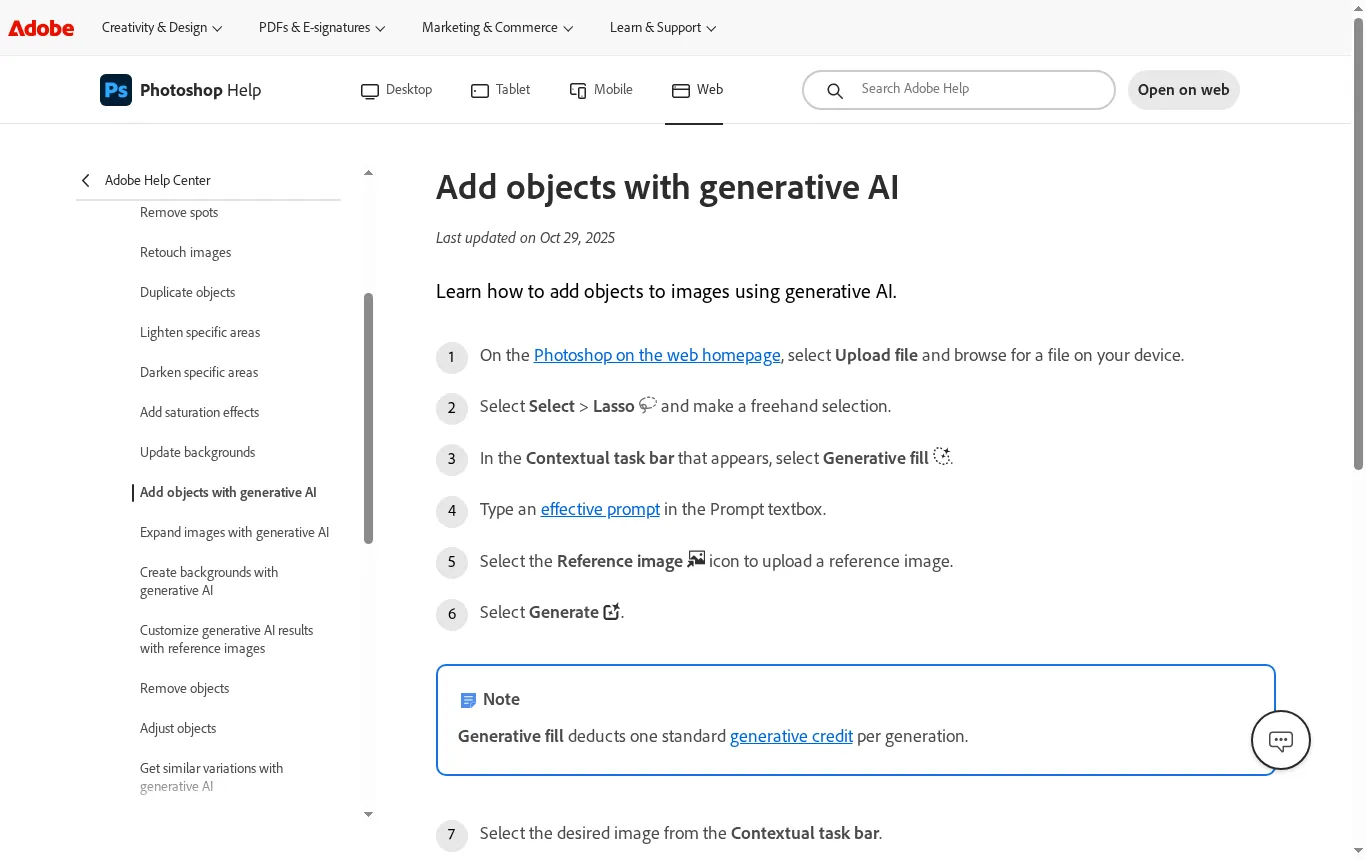 Adobe
Creativity & Design
PDFs & E-signatures
Marketing & Commerce
Learn & Support
Ps
Photoshop Help
Desktop
Tablet
Mobile
Web
Search Adobe Help
Open on web
Adobe Help Center
Remove spots
Retouch images
Duplicate objects
Lighten specific areas
Darken specific areas
Add saturation effects
Update backgrounds
Add objects with generative AI
Expand images with generative AI
Create backgrounds with
generative AI
Customize generative AI results
with reference images
Remove objects
Adjust objects
Get similar variations with
generative AI
Add objects with generative AI
Last updated on Oct 29, 2025
Learn how to add objects to images using generative AI.
1 On the Photoshop on the web homepage, select Upload file and browse for a file on your device.
2 Select Select > Lasso and make a freehand selection.
3 In the Contextual task bar that appears, select Generative fill .
4 Type an effective prompt in the Prompt textbox.
5 Select the Reference image icon to upload a reference image.
6 Select Generate .
Note
Generative fill deducts one standard generative credit per generation.
7 Select the desired image from the Contextual task bar.